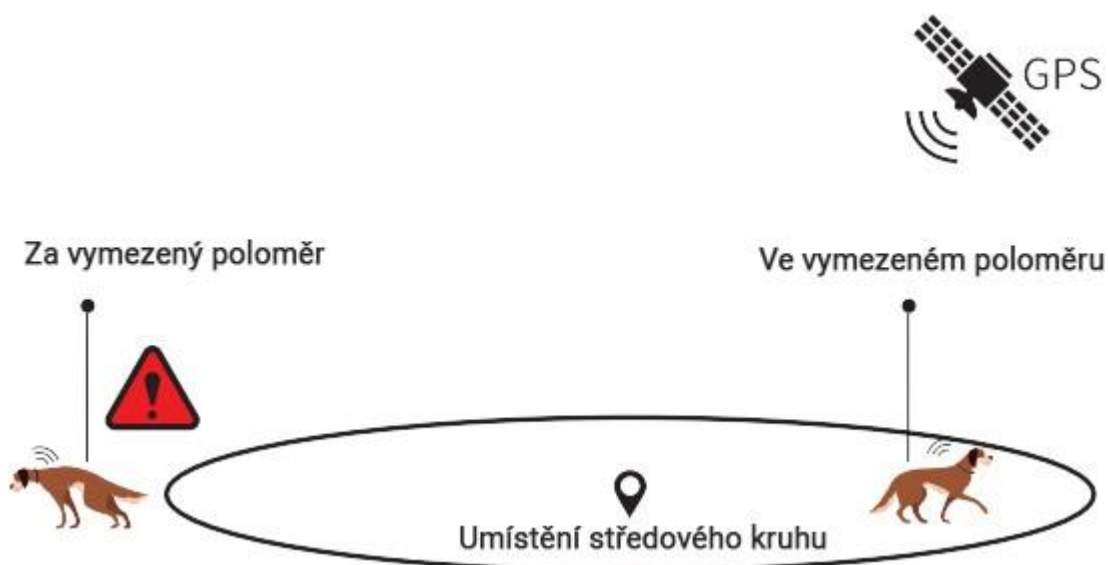 GPS
Za vymezený poloměr
Ve vymezeném poloměru
Umístění středového kruhu